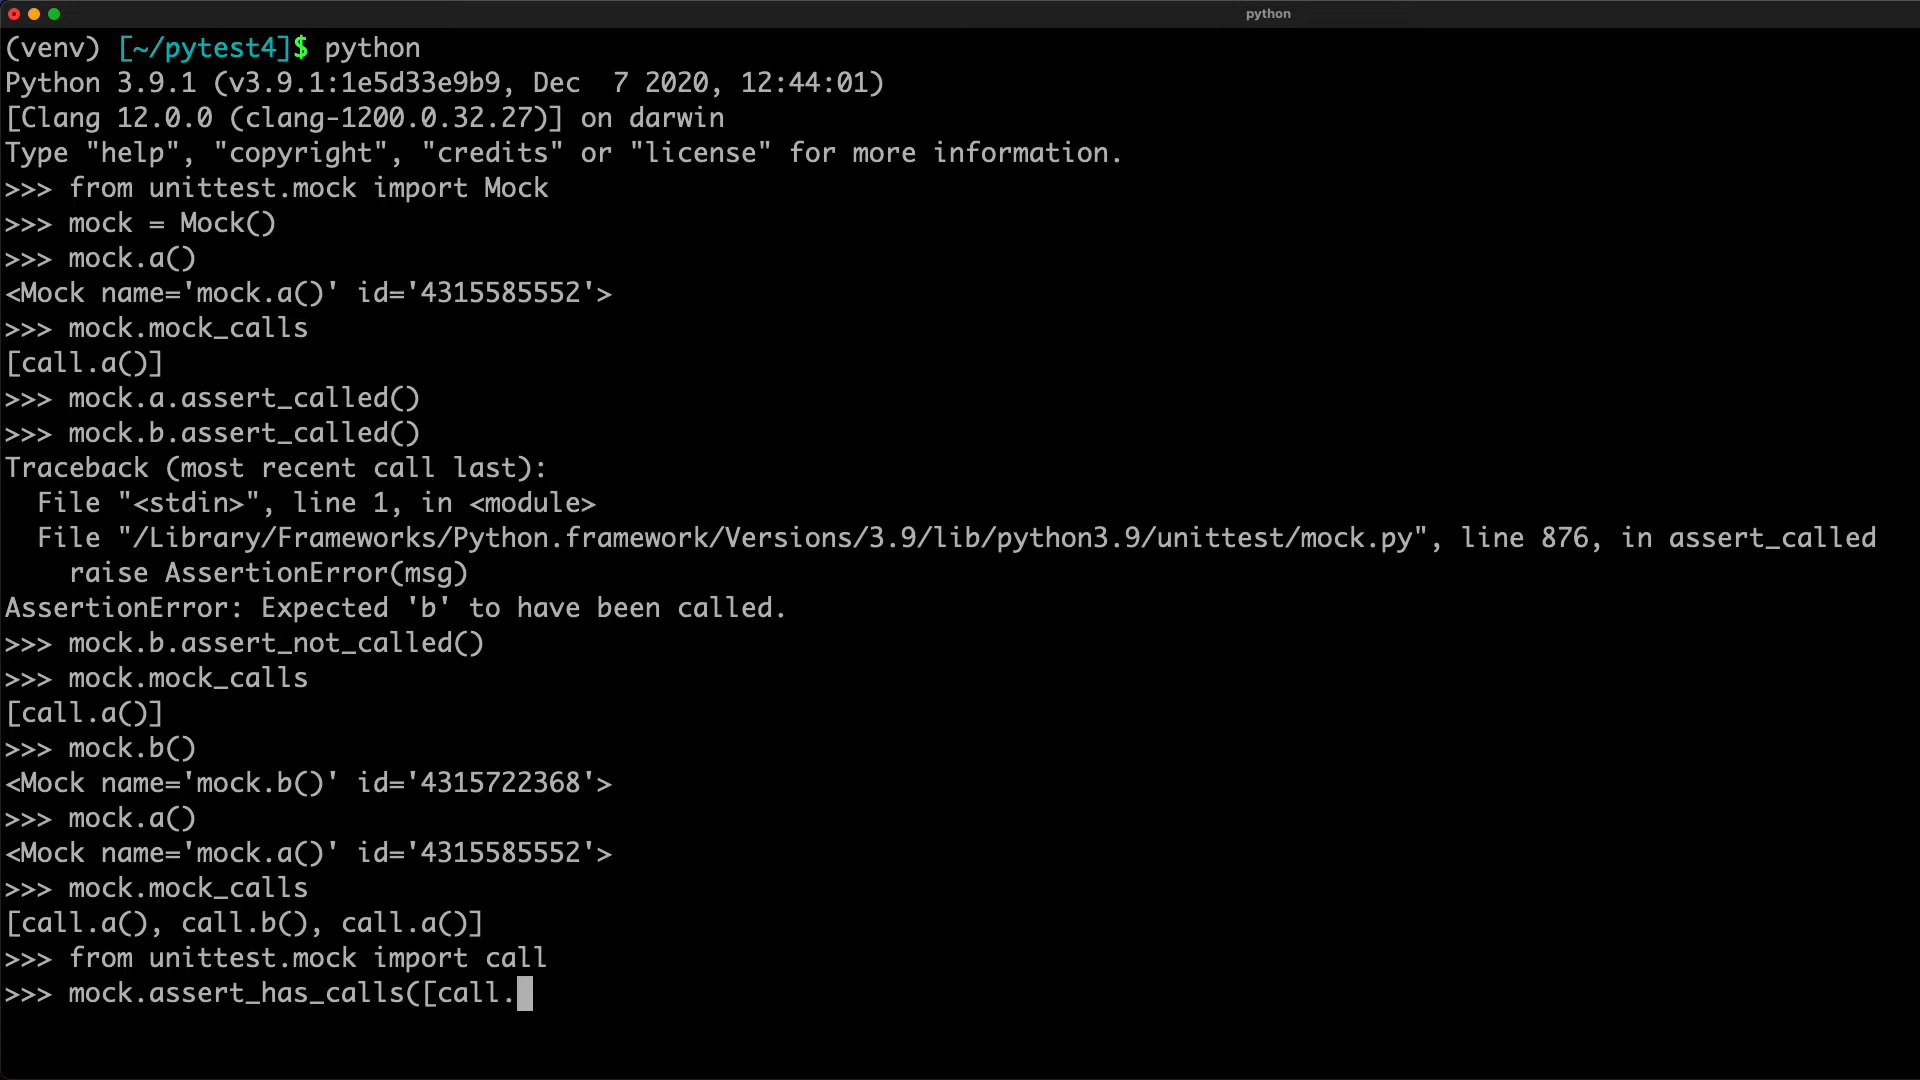 python
(venv) [~/pytest4]$ python
Python 3.9.1 (v3.9.1:1e5d33e9b9, Dec  7 2020, 12:44:01)
[Clang 12.0.0 (clang-1200.0.32.27)] on darwin
Type "help", "copyright", "credits" or "license" for more information.
>>> from unittest.mock import Mock
>>> mock = Mock()
>>> mock.a()
<Mock name='mock.a()' id='4315585552'>
>>> mock.mock_calls
[call.a()]
>>> mock.a.assert_called()
>>> mock.b.assert_called()
Traceback (most recent call last):
  File "<stdin>", line 1, in <module>
  File "/Library/Frameworks/Python.framework/Versions/3.9/lib/python3.9/unittest/mock.py", line 876, in assert_called
    raise AssertionError(msg)
AssertionError: Expected 'b' to have been called.
>>> mock.b.assert_not_called()
>>> mock.mock_calls
[call.a()]
>>> mock.b()
<Mock name='mock.b()' id='4315722368'>
>>> mock.a()
<Mock name='mock.a()' id='4315585552'>
>>> mock.mock_calls
[call.a(), call.b(), call.a()]
>>> from unittest.mock import call
>>> mock.assert_has_calls([call.